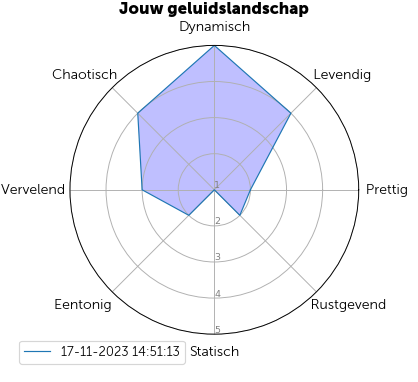 Jouw geluidslandschap
Dynamisch
Chaotisch
Levendig
Vervelend
1
Prettig
2
3
4
Eentonig
Rustgevend
5
17-11-2023 14:51:13
Statisch